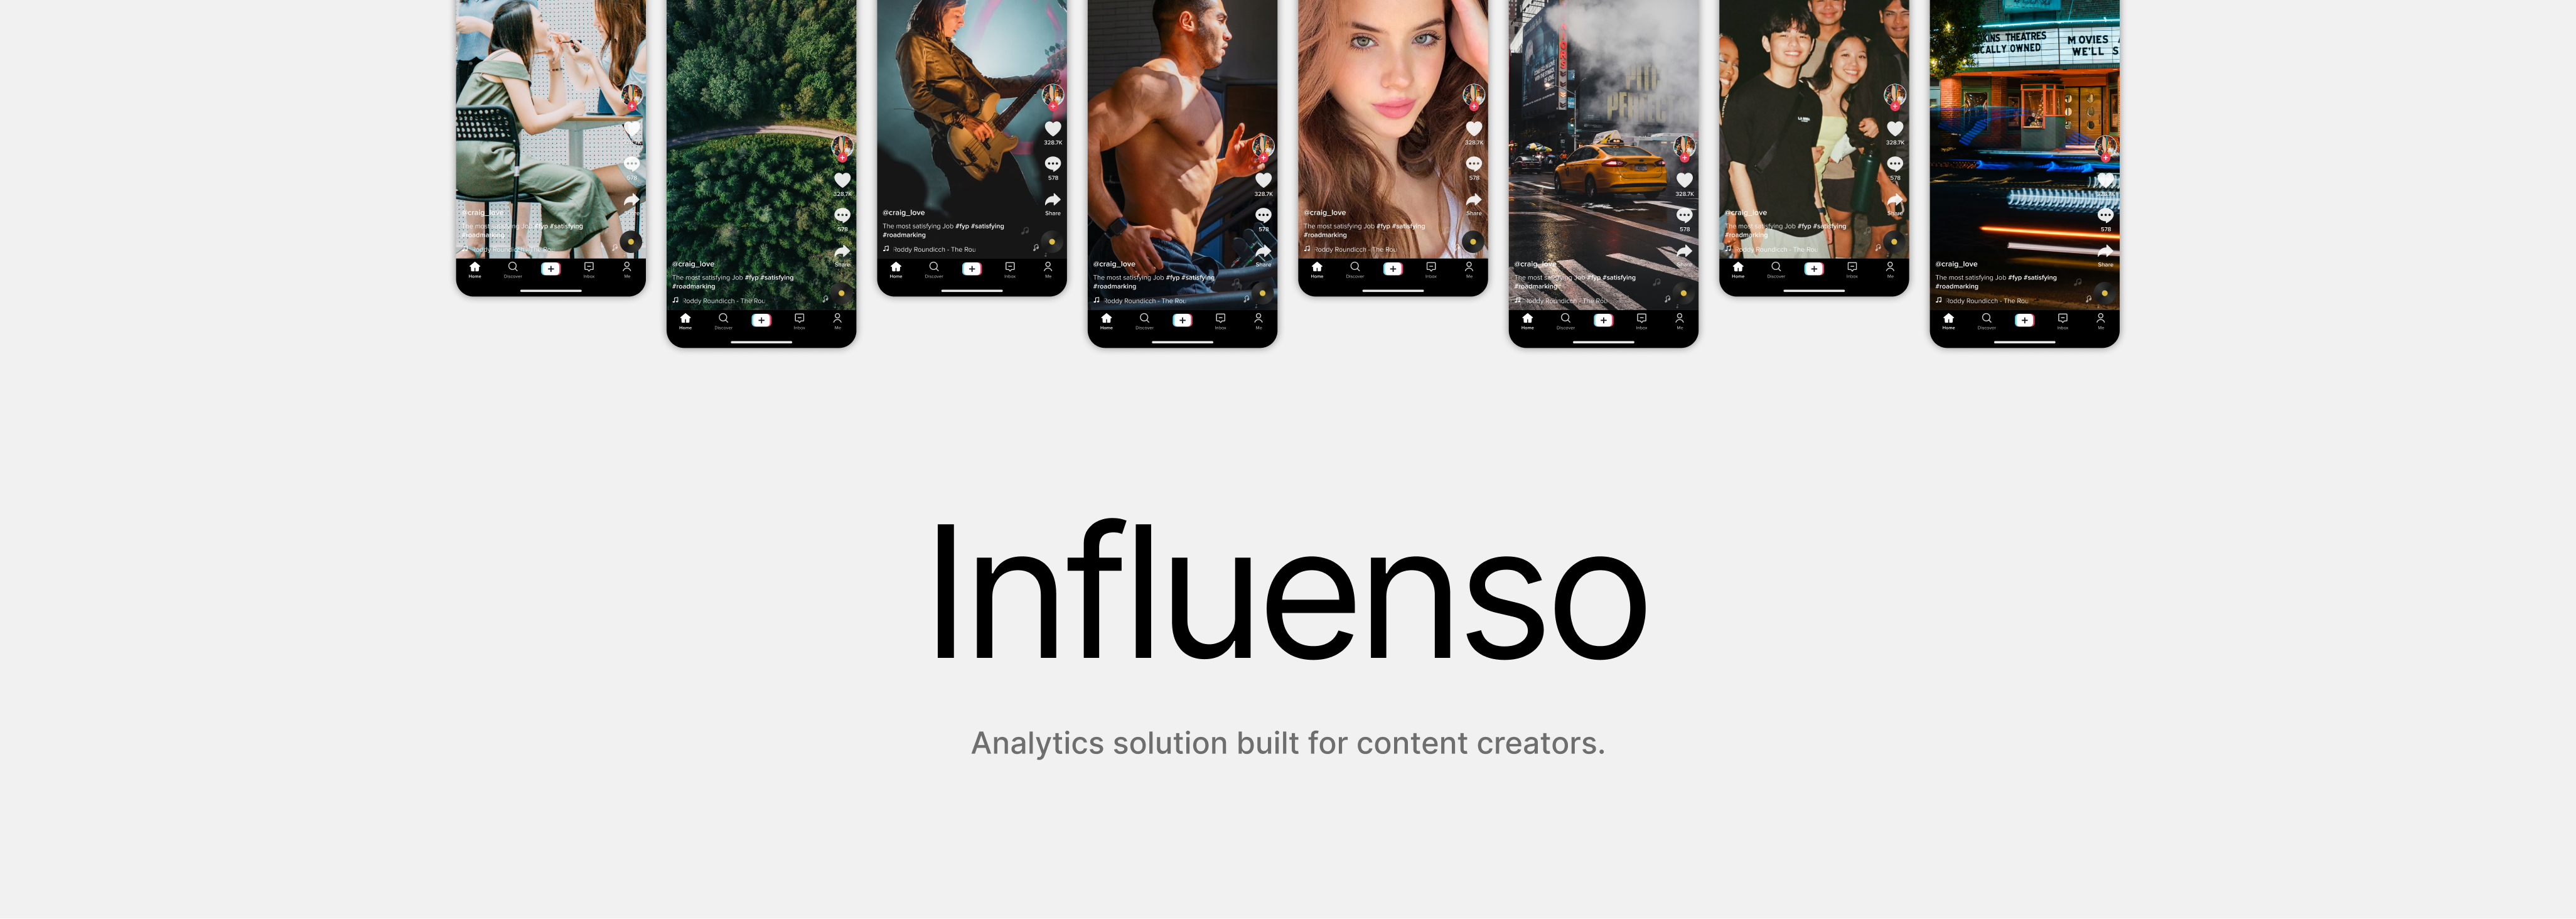 328.7K
578
Share
@craig_love
The most satisfying Job #fyp #satisfying
#roadmarking
Roddy Roundicch - The Rou
Home Discover Inbox Me
328.7K
578
Share
@craig_love
The most satisfying Job #fyp #satisfying
#roadmarking
Roddy Roundicch - The Rou
Home Discover Inbox Me
328.7K
578
Share
@craig_love
The most satisfying Job #fyp #satisfying
#roadmarking
Roddy Roundicch - The Rou
Home Discover Inbox Me
328.7K
578
Share
@craig_love
The most satisfying Job #fyp #satisfying
#roadmarking
Roddy Roundicch - The Rou
Home Discover Inbox Me
328.7K
578
Share
@craig_love
The most satisfying Job #fyp #satisfying
#roadmarking
Roddy Roundicch - The Rou
Home Discover Inbox Me
328.7K
578
Share
@craig_love
The most satisfying Job #fyp #satisfying
#roadmarking
Roddy Roundicch - The Rou
Home Discover Inbox Me
328.7K
578
Share
@craig_love
The most satisfying Job #fyp #satisfying
#roadmarking
Roddy Roundicch - The Rou
Home Discover Inbox Me
KINS THEATRES
CALLY OWNED
MOVIES
WE'LL S
578
Share
@craig_love
The most satisfying Job #fyp #satisfying
#roadmarking
Roddy Roundicch - The Rou
Home Discover Inbox Me
Influenso
Analytics solution built for content creators.